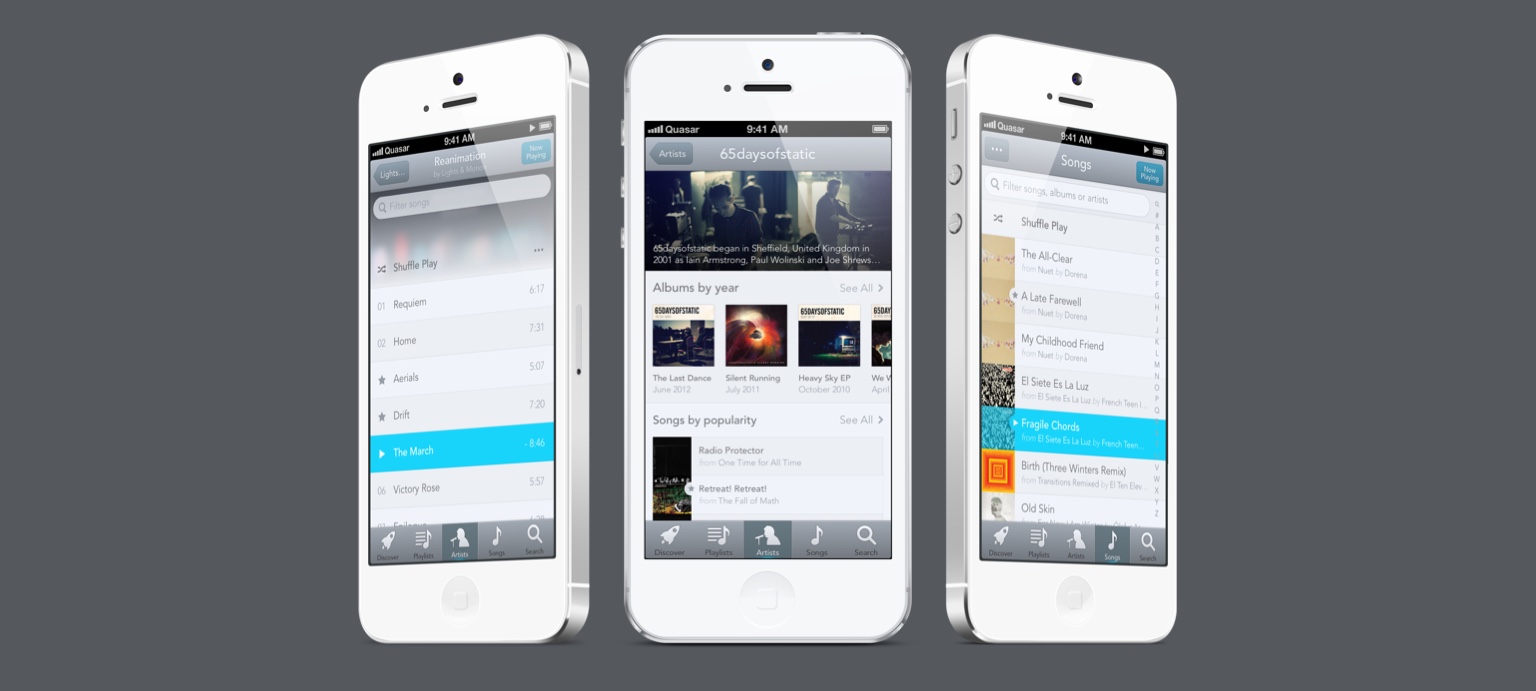 Quasar
9:41 AM
Lights...
Reanimation
Now
Playing
Filter songs
Shuffle Play
01 Requiem 6:17
02 Home 7:31
Aerials 5:07
Drift 7:20
The March - 8:46
06 Victory Rose 5:57
Discover Playlists Artists Songs Search
Quasar 9:41 AM
Artists 65daysofstatic
65daysofstatic began in Sheffield, United Kingdom in
2001 as Iain Armstrong, Paul Wolinski and Joe Shrews...
Albums by year See All
65DAYSOFSTATIC 65DAYSOFSTATIC
The Last Dance Silent Running Heavy Sky EP We
June 2012 July 2011 October 2010 April
Songs by popularity See All
Radio Protector
from One Time for All Time
Retreat! Retreat!
from The Fall of Math
Discover Playlists Artists Songs Search
Quasar 9:41 AM
... Songs
Now
Playing
Filter songs, albums or artists
Shuffle Play
The All-Clear
from Nuet by Dorena
A Late Farewell
from Nuet by Dorena
My Childhood Friend
from Nuet by Dorena
El Siete Es La Luz
from El Siete Es La Luz by French Teen I...
Fragile Chords
from El Siete Es La Luz by French Teen...
Birth (Three Winters Remix)
from Transitions Remixed by El Ten Elev...
Old Skin
#
A
B
C
D
E
F
G
H
I
J
K
L
M
N
O
P
Q
V
W
X
Y
Z
Discover Playlists Artists Songs Search